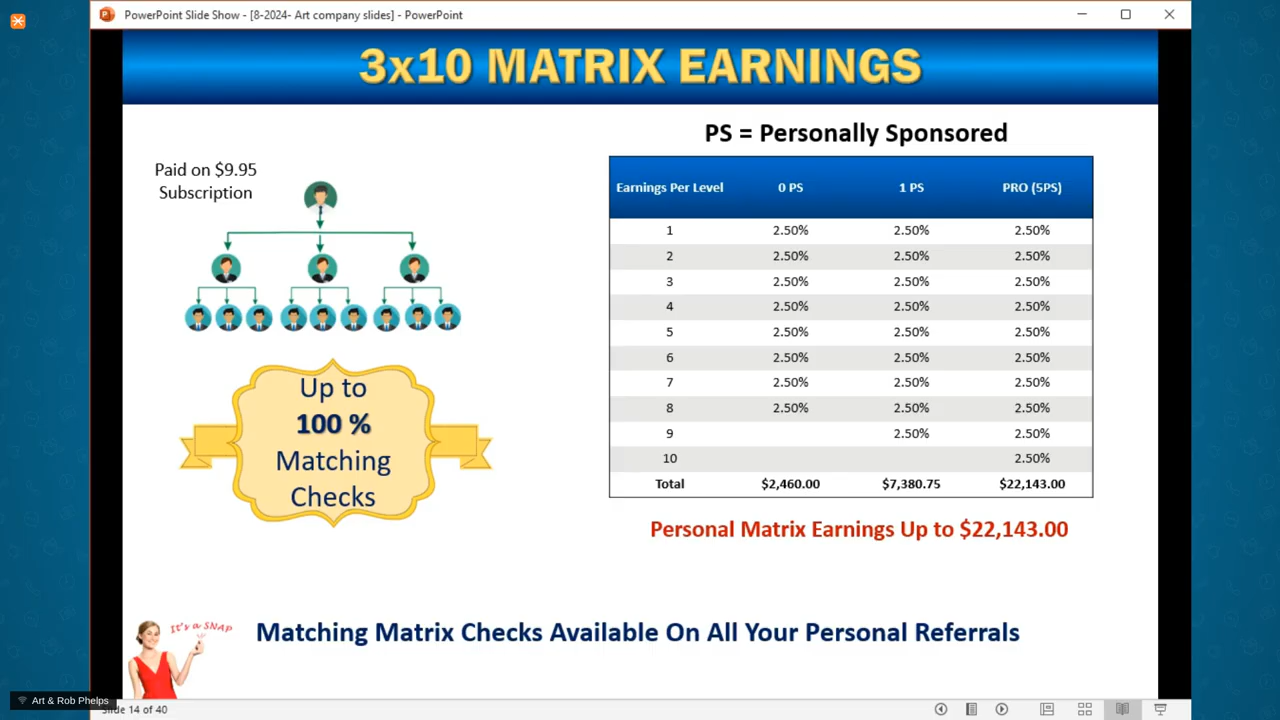 PowerPoint Slide Show - [8-2024- Art company slides] - PowerPoint
3x10 MATRIX EARNINGS
PS = Personally Sponsored
Paid on $9.95
Subscription
Earnings Per Level 0 PS 1 PS PRO (5PS)
1 2.50% 2.50% 2.50%
2 2.50% 2.50% 2.50%
3 2.50% 2.50% 2.50%
4 2.50% 2.50% 2.50%
5 2.50% 2.50% 2.50%
6 2.50% 2.50% 2.50%
7 2.50% 2.50% 2.50%
8 2.50% 2.50% 2.50%
9 2.50% 2.50%
10 2.50%
Total $2,460.00 $7,380.75 $22,143.00
Up to
100 %
Matching
Checks
Personal Matrix Earnings Up to $22,143.00
It's a SNAP
Matching Matrix Checks Available On All Your Personal Referrals
Art & Rob Phelps
Slide 14 of 40